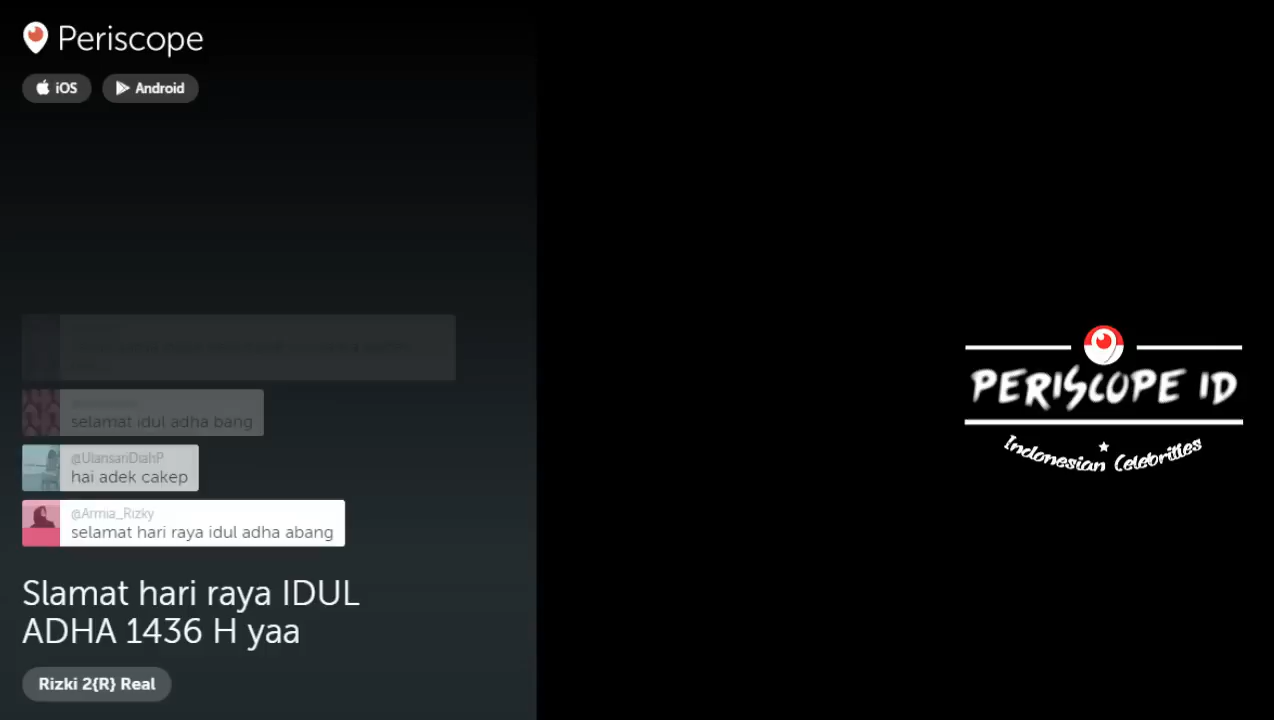 Periscope
iOS
Android
selamat idul adha bang
@UlansariDiahP
hai adek cakep
@Armia_Rizky
selamat hari raya idul adha abang
Slamat hari raya IDUL
ADHA 1436 H yaa
Rizki 2{R} Real
PERISCOPE ID
Indonesian Celebrities